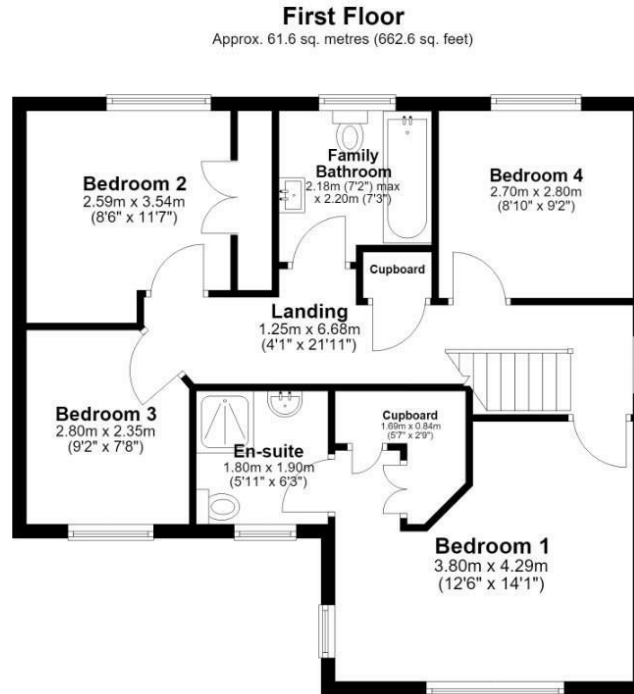 First Floor
Approx. 61.6 sq. metres (662.6 sq. feet)
Bedroom 2
2.59m x 3.54m
(8'6" x 11'7")
Family
Bathroom
2.18m (7'2") max
x 2.20m (7'3")
Bedroom 4
2.70m x 2.80m
(8'10" x 9'2")
Cupboard
Landing
1.25m x 6.68m
(4'1" x 21'11")
Bedroom 3
2.80m x 2.35m
(9'2" x 7'8")
En-suite
1.80m x 1.90m
(5'11" x 6'3")
Cupboard
1.69m x 0.84m
(5'7" x 2'9")
Bedroom 1
3.80m x 4.29m
(12'6" x 14'1")